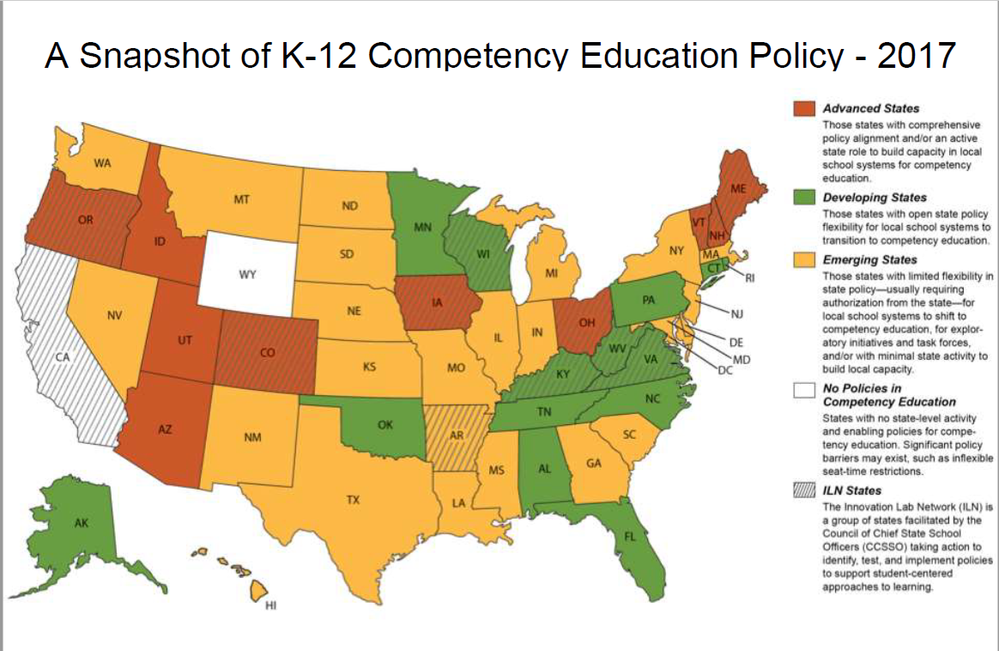 A Snapshot of K-12 Competency Education Policy - 2017
Advanced States
Those states with comprehensive
policy alignment and/or an active
state role to build capacity in local
school systems for competency
education.
Developing States
Those states with open state policy
flexibility for local school systems to
transition to competency education.
Emerging States
Those states with limited flexibility in
state policy—usually requiring
authorization from the state—for
local school systems to shift to
competency education, for explor-
atory initiatives and task forces,
and/or with minimal state activity to
build local capacity.
No Policies in
Competency Education
States with no state-level activity
and enabling policies for compe-
tency education. Significant policy
barriers may exist, such as inflexible
seat-time restrictions.
ILN States
The Innovation Lab Network (ILN) is
a group of states facilitated by the
Council of Chief State School
Officers (CCSSO) taking action to
identify, test, and implement policies
to support student-centered
approaches to learning.
WA
OR
ID
MT
ND
MN
WI
MI
SD
WY
NE
IA
NV
UT
CO
CA
KS
MO
IL
IN
OH
PA
NY
VT
NH
ME
MA
CT
RI
NJ
DE
MD
DC
WV
VA
KY
NC
TN
SC
AZ
NM
OK
AR
MS
AL
GA
TX
LA
FL
AK
HI